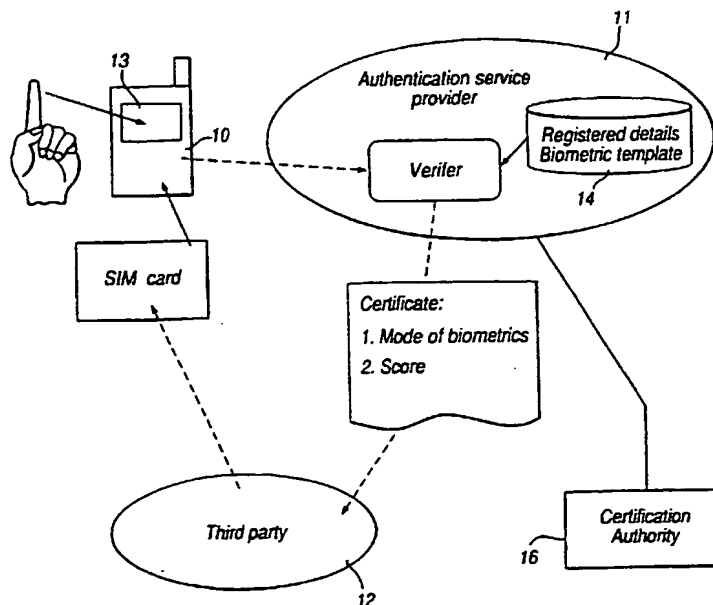 11
13
Authentication service
provider
10
Registered details
Biometric template
Verifer
14
SIM card
Certificate:
1. Mode of biometrics
2. Score
Third party
Certification
Authority
16
12